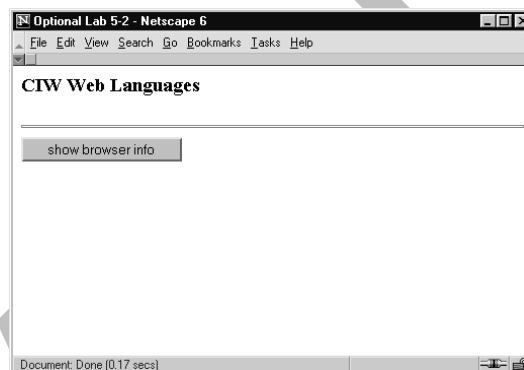 Optional Lab 5-2 - Netscape 6
File Edit View Search Go Bookmarks Tasks Help
CIW Web Languages
show browser info
Document: Done (0.17 secs)